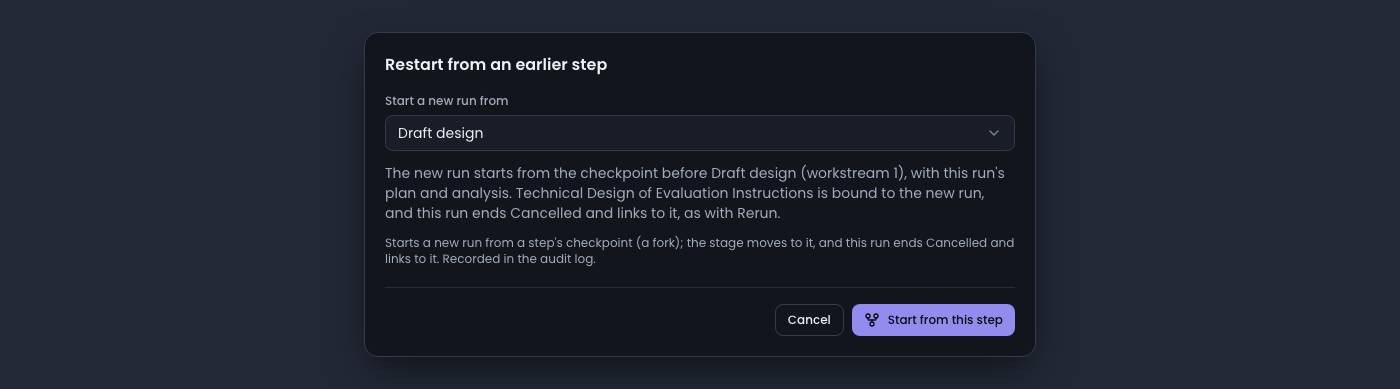 Restart from an earlier step
Start a new run from
Draft design
The new run starts from the checkpoint before Draft design (workstream 1), with this run's
plan and analysis. Technical Design of Evaluation Instructions is bound to the new run,
and this run ends Cancelled and links to it, as with Rerun.
Starts a new run from a step's checkpoint (a fork); the stage moves to it, and this run ends Cancelled and
links to it. Recorded in the audit log.
Cancel
Start from this step